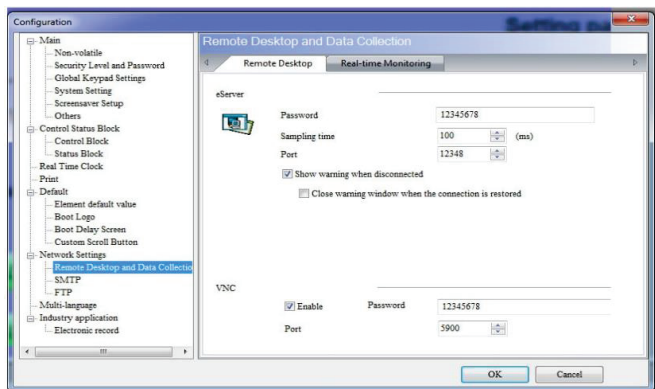 Configuration
Setting pa
Main
Non-volatile
Security Level and Password
Global Keypad Settings
System Setting
Screensaver Setup
Others
Control Status Block
Control Block
Status Block
Real Time Clock
Print
Default
Element default value
Boot Logo
Boot Delay Screen
Custom Scroll Button
Network Settings
Remote Desktop and Data Collectio
SMTP
FTP
Multi-language
Industry application
Electronic record
Remote Desktop and Data Collection
Remote Desktop Real-time Monitoring
eServer
Password 12345678
Sampling time 100 (ms)
Port 12348
Show warning when disconnected
Close warning window when the connection is restored
VNC
Enable Password 12345678
Port 5900
OK Cancel